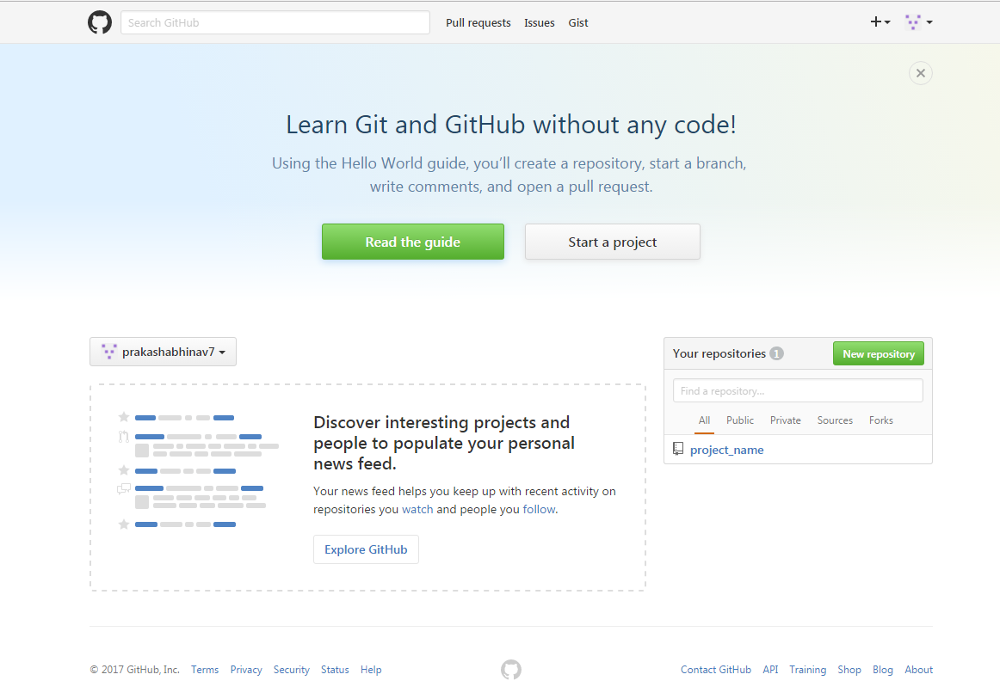 Search GitHub Pull requests Issues Gist
Learn Git and GitHub without any code!
Using the Hello World guide, you’ll create a repository, start a branch,
write comments, and open a pull request.
Read the guide Start a project
prakashabhinav7
Discover interesting projects and
people to populate your personal
news feed.
Your news feed helps you keep up with recent activity on
repositories you watch and people you follow.
Explore GitHub
Your repositories 1 New repository
Find a repository...
All Public Private Sources Forks
project_name
© 2017 GitHub, Inc. Terms Privacy Security Status Help
Contact GitHub API Training Shop Blog About